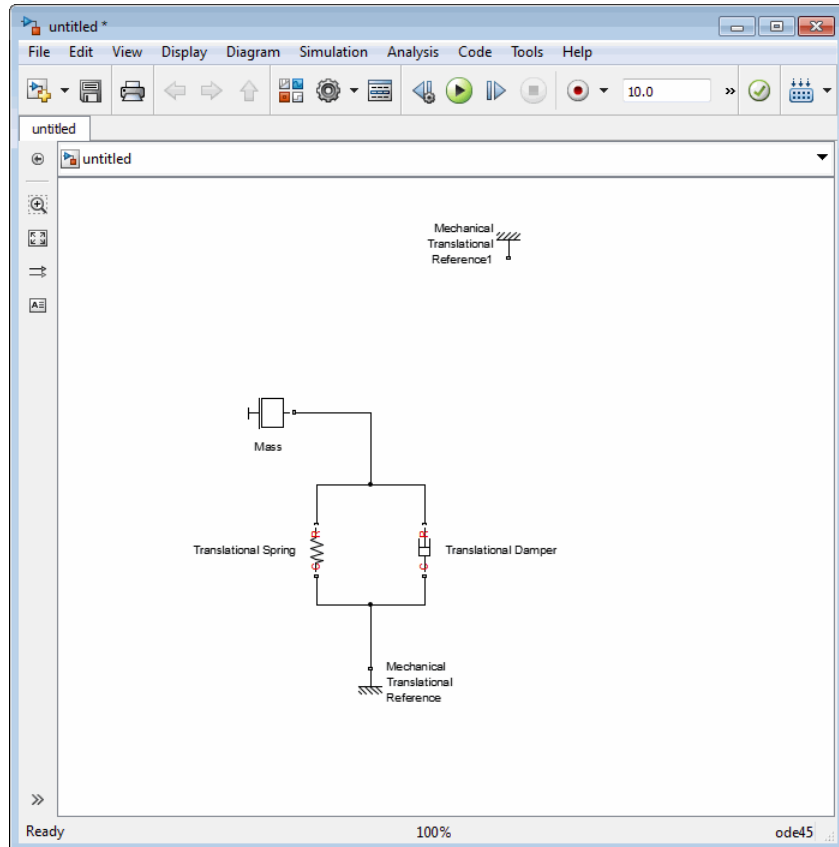 untitled *
File Edit View Display Diagram Simulation Analysis Code Tools Help
10.0 »
untitled
untitled
Mechanical
Translational
Reference1
Mass
R R
Translational Spring Translational Damper
C C
Mechanical
Translational
Reference
Ready 100% ode45